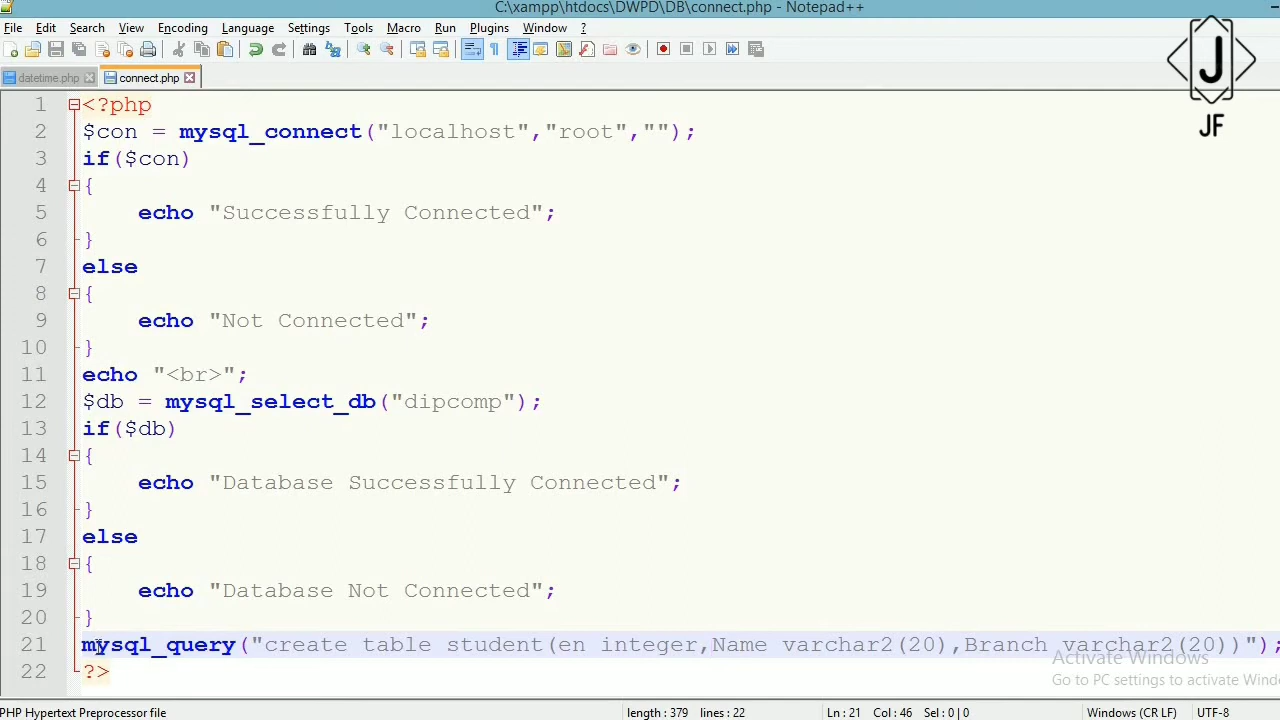 C:\xampp\htdocs\DWPD\DB\connect.php - Notepad++
File Edit Search View Encoding Language Settings Tools Macro Run Plugins Window ?
datetime.php connect.php
1 <?php
2 $con = mysql_connect("localhost","root","");
3 if($con)
4 {
5 echo "Successfully Connected";
6 }
7 else
8 {
9 echo "Not Connected";
10 }
11 echo "<br>";
12 $db = mysql_select_db("dipcomp");
13 if($db)
14 {
15 echo "Database Successfully Connected";
16 }
17 else
18 {
19 echo "Database Not Connected";
20 }
21 mysql_query("create table student(en integer,Name varchar2(20),Branch varchar2(20))");
22 ?>
J
JF
Activate Windows
Go to PC settings to activate Wind
PHP Hypertext Preprocessor file length : 379 lines : 22 Ln : 21 Col : 46 Sel : 0 | 0 Windows (CR LF) UTF-8